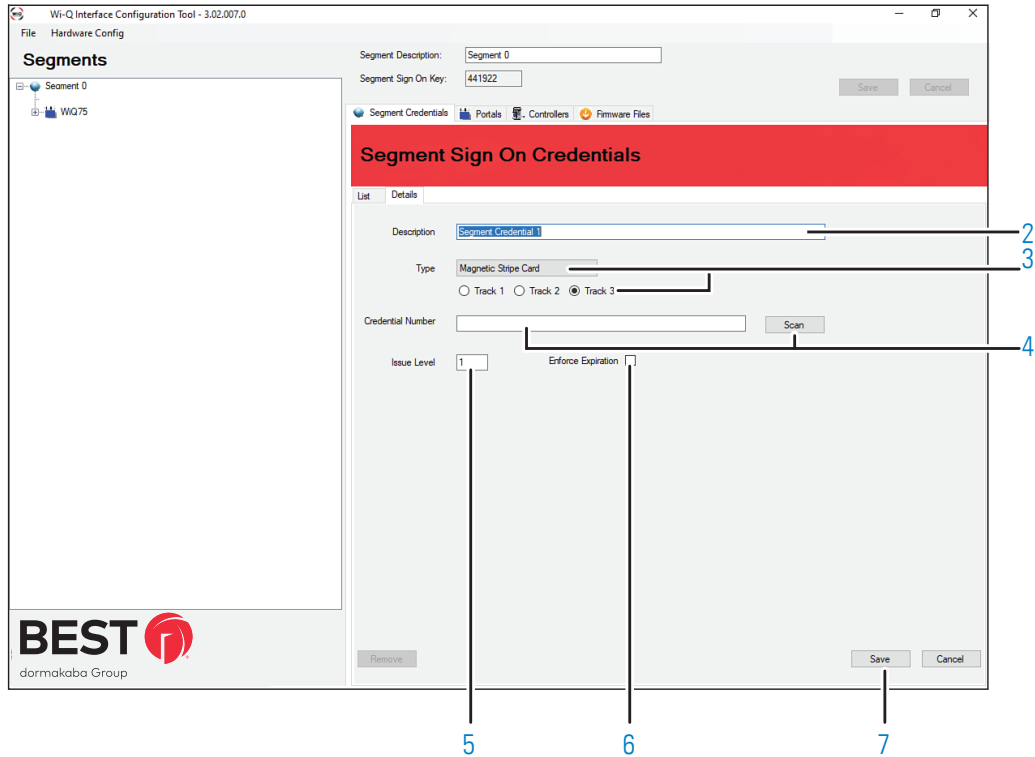 Wi-Q Interface Configuration Tool - 3.02.007.0
File Hardware Config
Segments
Segment 0
WiQ75
Segment Description: Segment 0
Segment Sign On Key: 441922
Save Cancel
Segment Credentials Portals Controllers Firmware Files
Segment Sign On Credentials
List Details
Description Segment Credential 1
2
Type Magnetic Stripe Card
3
Track 1 Track 2 Track 3
Credential Number Scan
4
Issue Level 1 Enforce Expiration
BEST
dormakaba Group
Remove Save Cancel
5 6 7